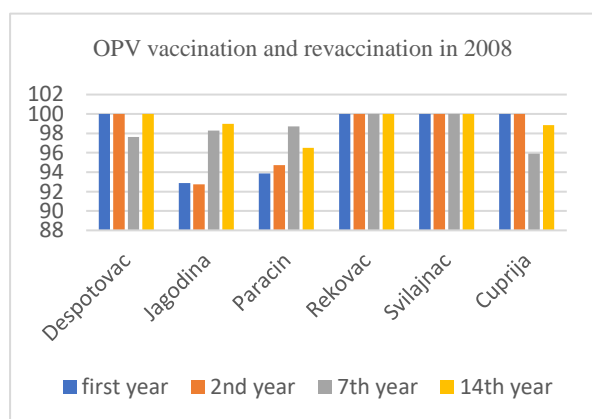 OPV vaccination and revaccination in 2008
102
100
98
96
94
92
90
88
Despotovac
Jagodina
Paracin
Rekovac
Svilajnac
Cuprija
first year
2nd year
7th year
14th year